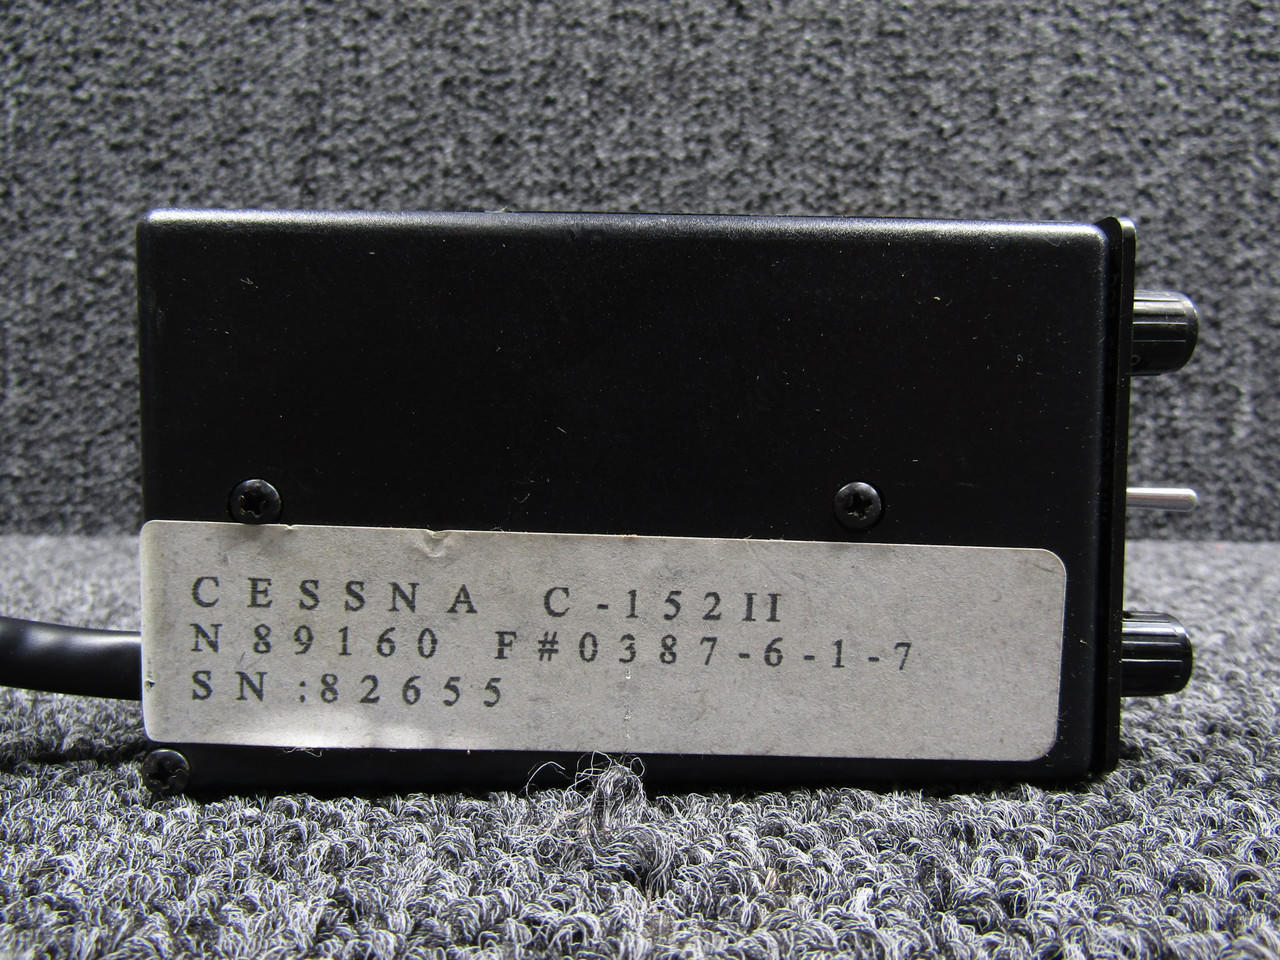 CESSNA C-152II
N89160 F#0387-6-1-7
SN:82655